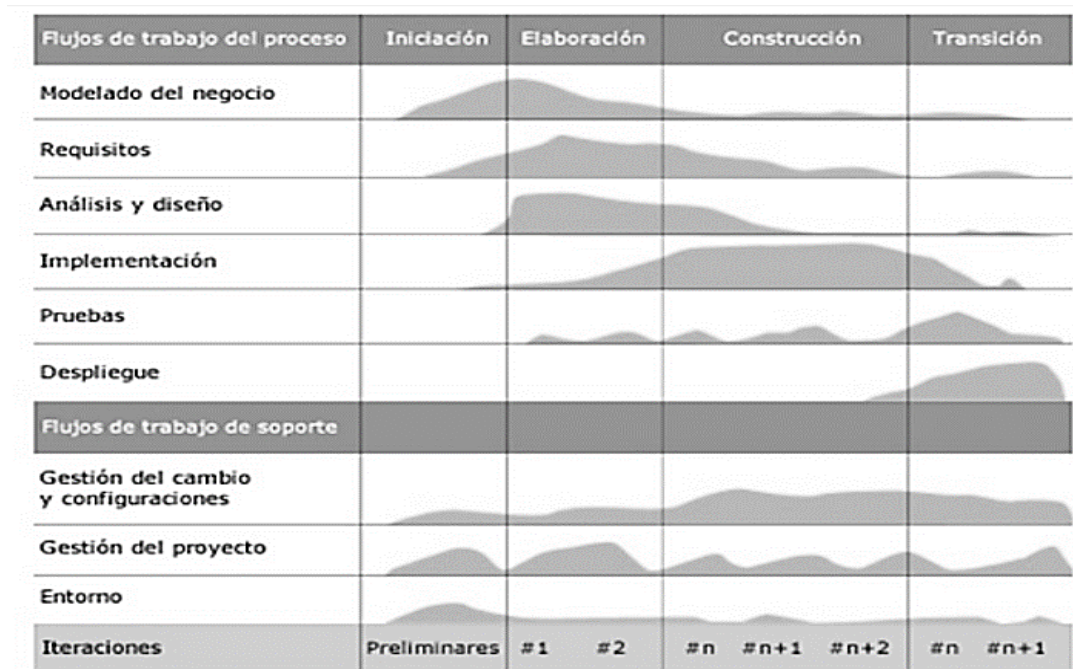 Flujos de trabajo del proceso Iniciación Elaboración Construcción Transición
Modelado del negocio
Requisitos
Análisis y diseño
Implementación
Pruebas
Despliegue
Flujos de trabajo de soporte
Gestión del cambio
y configuraciones
Gestión del proyecto
Entorno
Iteraciones Preliminares #1 #2 #n #n+1 #n+2 #n #n+1